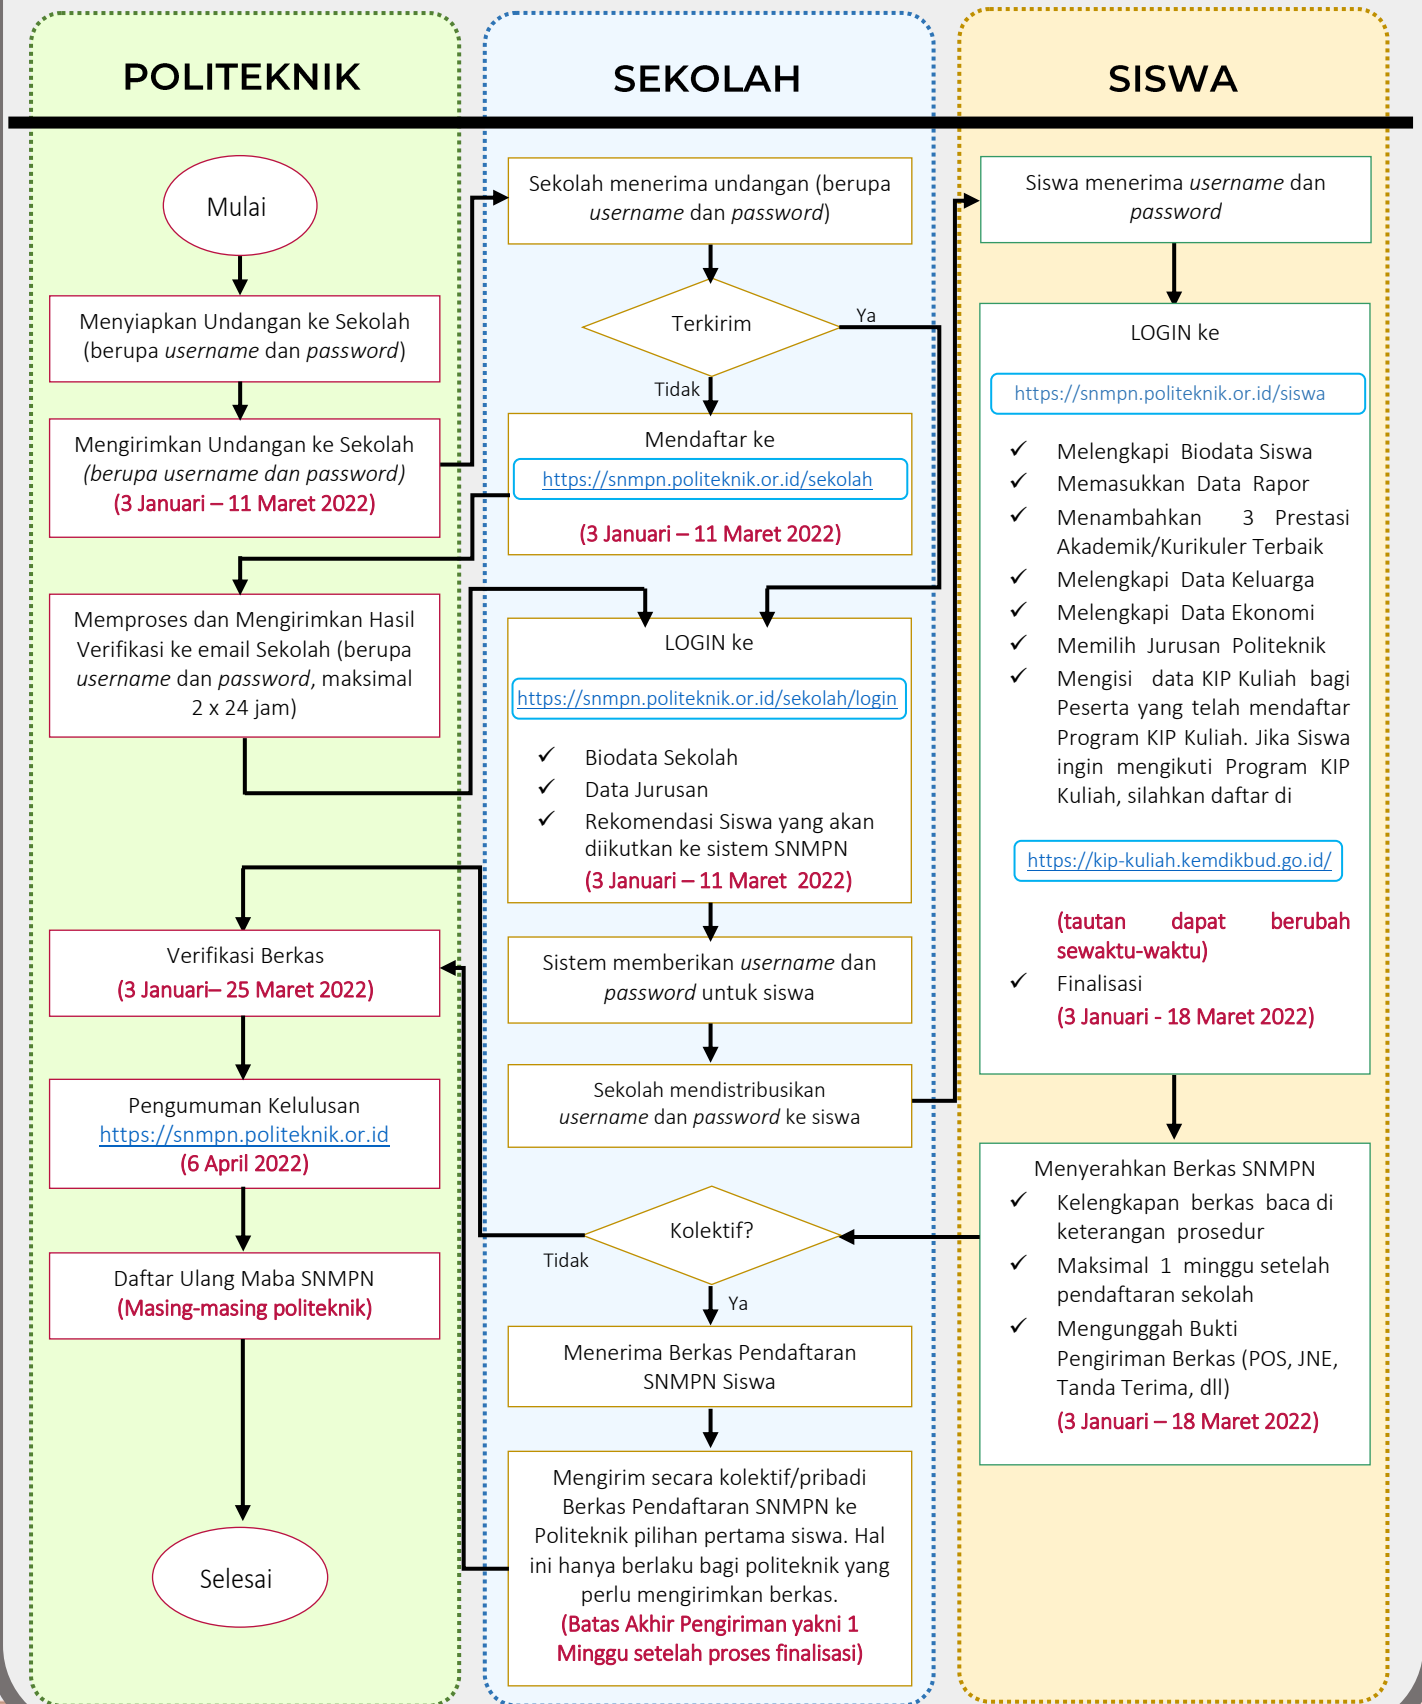 POLITEKNIK
Mulai
Menyiapkan Undangan ke Sekolah
(berupa username dan password)
Mengirimkan Undangan ke Sekolah
(berupa username dan password)
(3 Januari – 11 Maret 2022)
Memproses dan Mengirimkan Hasil
Verifikasi ke email Sekolah (berupa
username dan password, maksimal
2 x 24 jam)
Verifikasi Berkas
(3 Januari– 25 Maret 2022)
Pengumuman Kelulusan
https://snmpn.politeknik.or.id
(6 April 2022)
Daftar Ulang Maba SNMPN
(Masing-masing politeknik)
Selesai
SEKOLAH
Sekolah menerima undangan (berupa
username dan password)
Terkirim
Ya
Tidak
Mendaftar ke
https://snmpn.politeknik.or.id/sekolah
(3 Januari – 11 Maret 2022)
LOGIN ke
https://snmpn.politeknik.or.id/sekolah/login
✓ Biodata Sekolah
✓ Data Jurusan
✓ Rekomendasi Siswa yang akan
diikutkan ke sistem SNMPN
(3 Januari – 11 Maret 2022)
Sistem memberikan username dan
password untuk siswa
Sekolah mendistribusikan
username dan password ke siswa
Kolektif?
Tidak
Ya
Menerima Berkas Pendaftaran
SNMPN Siswa
Mengirim secara kolektif/pribadi
Berkas Pendaftaran SNMPN ke
Politeknik pilihan pertama siswa. Hal
ini hanya berlaku bagi politeknik yang
perlu mengirimkan berkas.
(Batas Akhir Pengiriman yakni 1
Minggu setelah proses finalisasi)
SISWA
Siswa menerima username dan
password
LOGIN ke
https://snmpn.politeknik.or.id/siswa
✓ Melengkapi Biodata Siswa
✓ Memasukkan Data Rapor
✓ Menambahkan 3 Prestasi
Akademik/Kurikuler Terbaik
✓ Melengkapi Data Keluarga
✓ Melengkapi Data Ekonomi
✓ Memilih Jurusan Politeknik
✓ Mengisi data KIP Kuliah bagi
Peserta yang telah mendaftar
Program KIP Kuliah. Jika Siswa
ingin mengikuti Program KIP
Kuliah, silahkan daftar di
https://kip-kuliah.kemdikbud.go.id/
(tautan dapat berubah
sewaktu-waktu)
✓ Finalisasi
(3 Januari - 18 Maret 2022)
Menyerahkan Berkas SNMPN
✓ Kelengkapan berkas baca di
keterangan prosedur
✓ Maksimal 1 minggu setelah
pendaftaran sekolah
✓ Mengunggah Bukti
Pengiriman Berkas (POS, JNE,
Tanda Terima, dll)
(3 Januari – 18 Maret 2022)